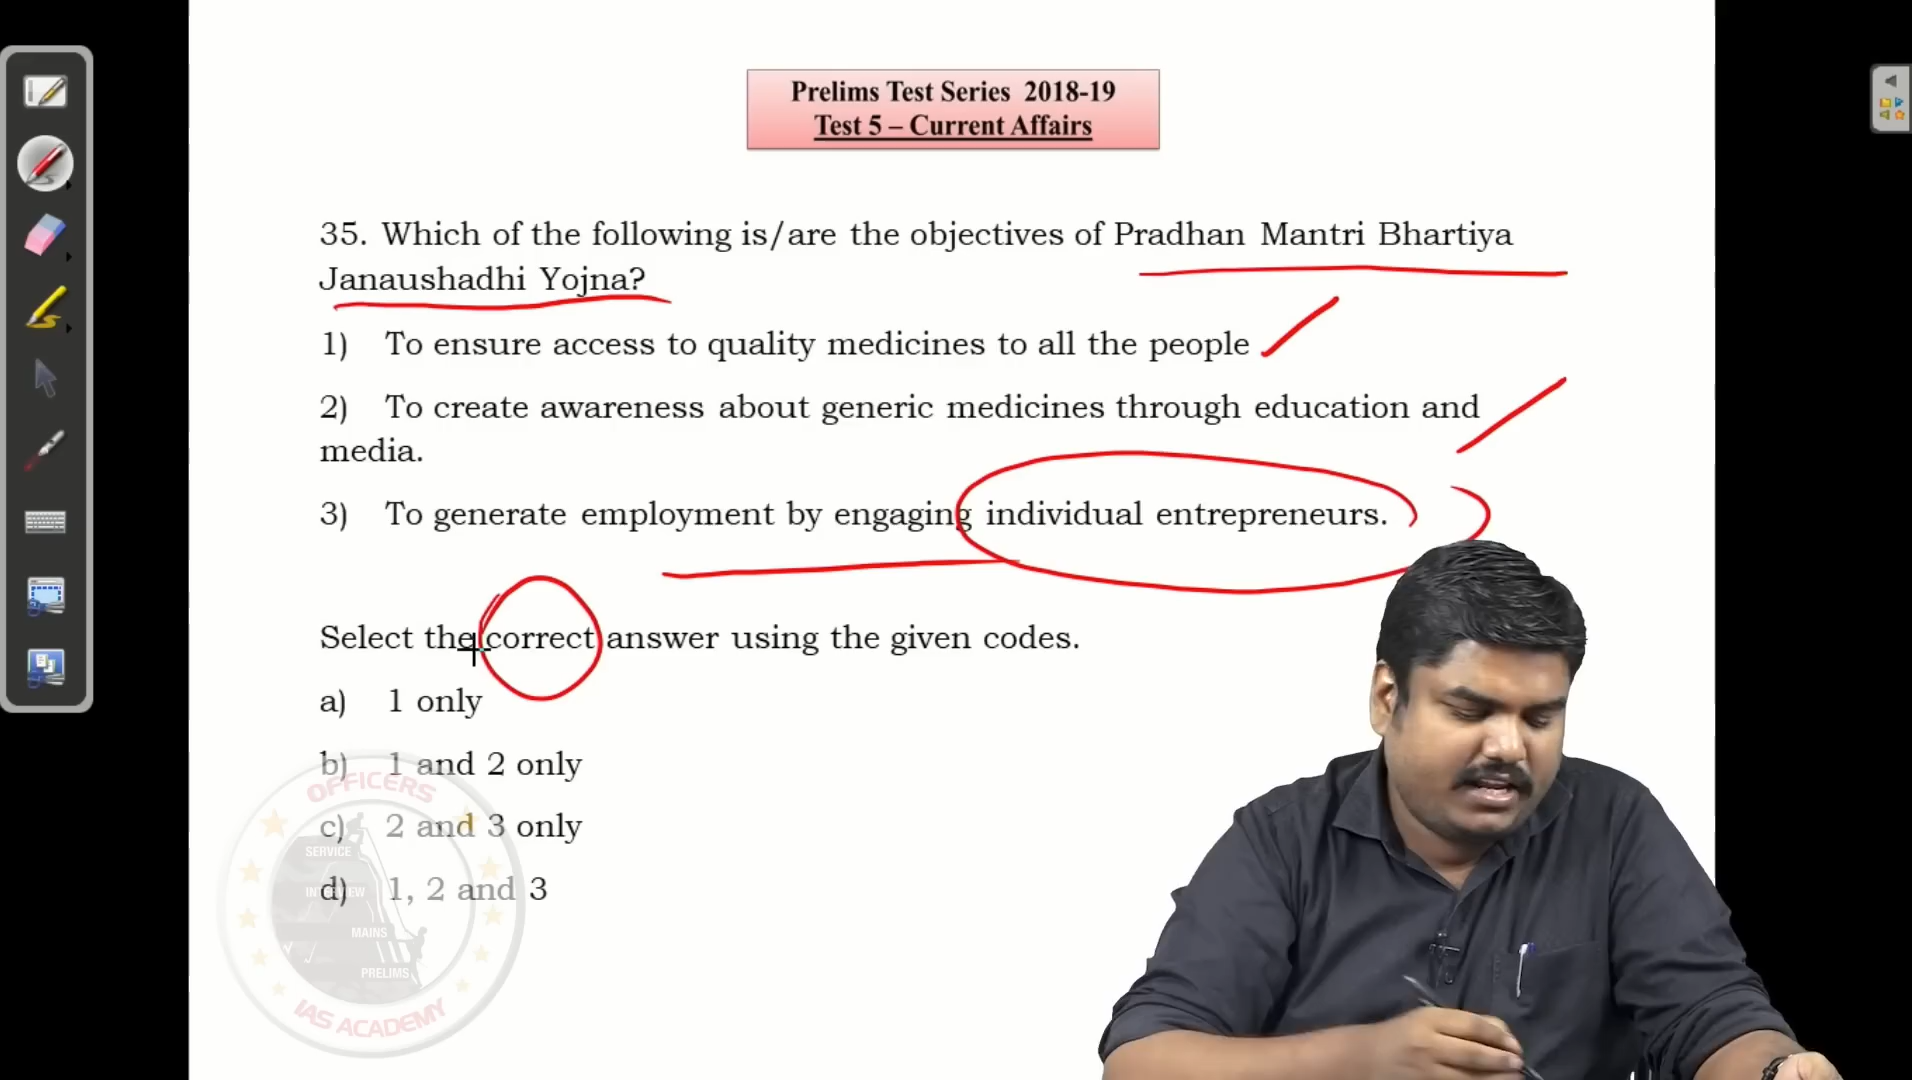 Prelims Test Series 2018-19
Test 5 – Current Affairs
35. Which of the following is/are the objectives of Pradhan Mantri Bhartiya
Janaushadhi Yojna?
1) To ensure access to quality medicines to all the people
2) To create awareness about generic medicines through education and
media.
3) To generate employment by engaging individual entrepreneurs.
Select the correct answer using the given codes.
a) 1 only
b) 1 and 2 only
c) 2 and 3 only
d) 1, 2 and 3
OFFICERS
SERVICE
INTERVIEW
MAINS
PRELIMS
IAS ACADEMY